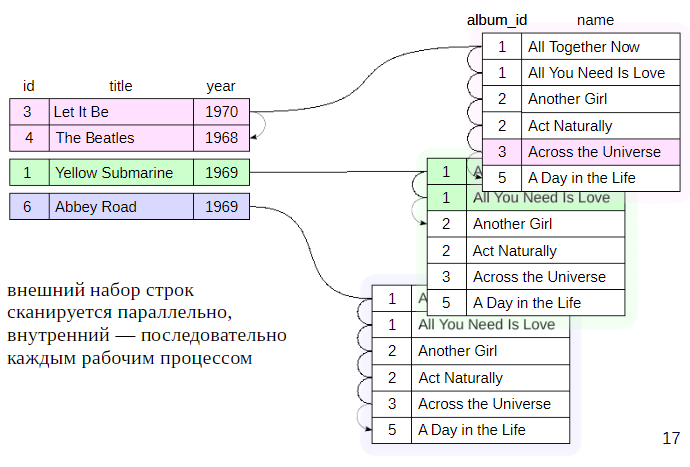 album_id name
1 All Together Now
1 All You Need Is Love
2 Another Girl
2 Act Naturally
3 Across the Universe
5 A Day in the Life
id title year
3 Let It Be 1970
4 The Beatles 1968
1 Yellow Submarine 1969
6 Abbey Road 1969
1 A
1 All You Need Is Love
2 Another Girl
2 Act Naturally
3 Across the Universe
5 A Day in the Life
1 A
1 All You Need Is Love
2 Another Girl
2 Act Naturally
3 Across the Universe
5 A Day in the Life
внешний набор строк
сканируется параллельно,
внутренний — последовательно
каждым рабочим процессом
17